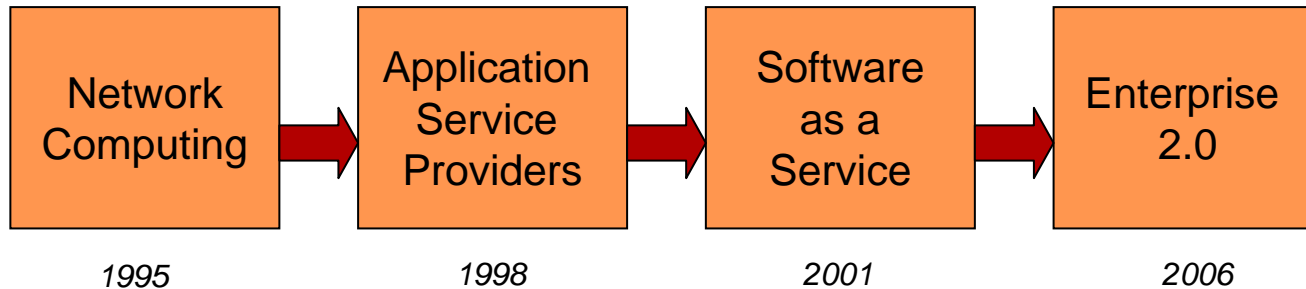 Network
Computing
Application
Service
Providers
Software
as a
Service
Enterprise
2.0
1995
1998
2001
2006